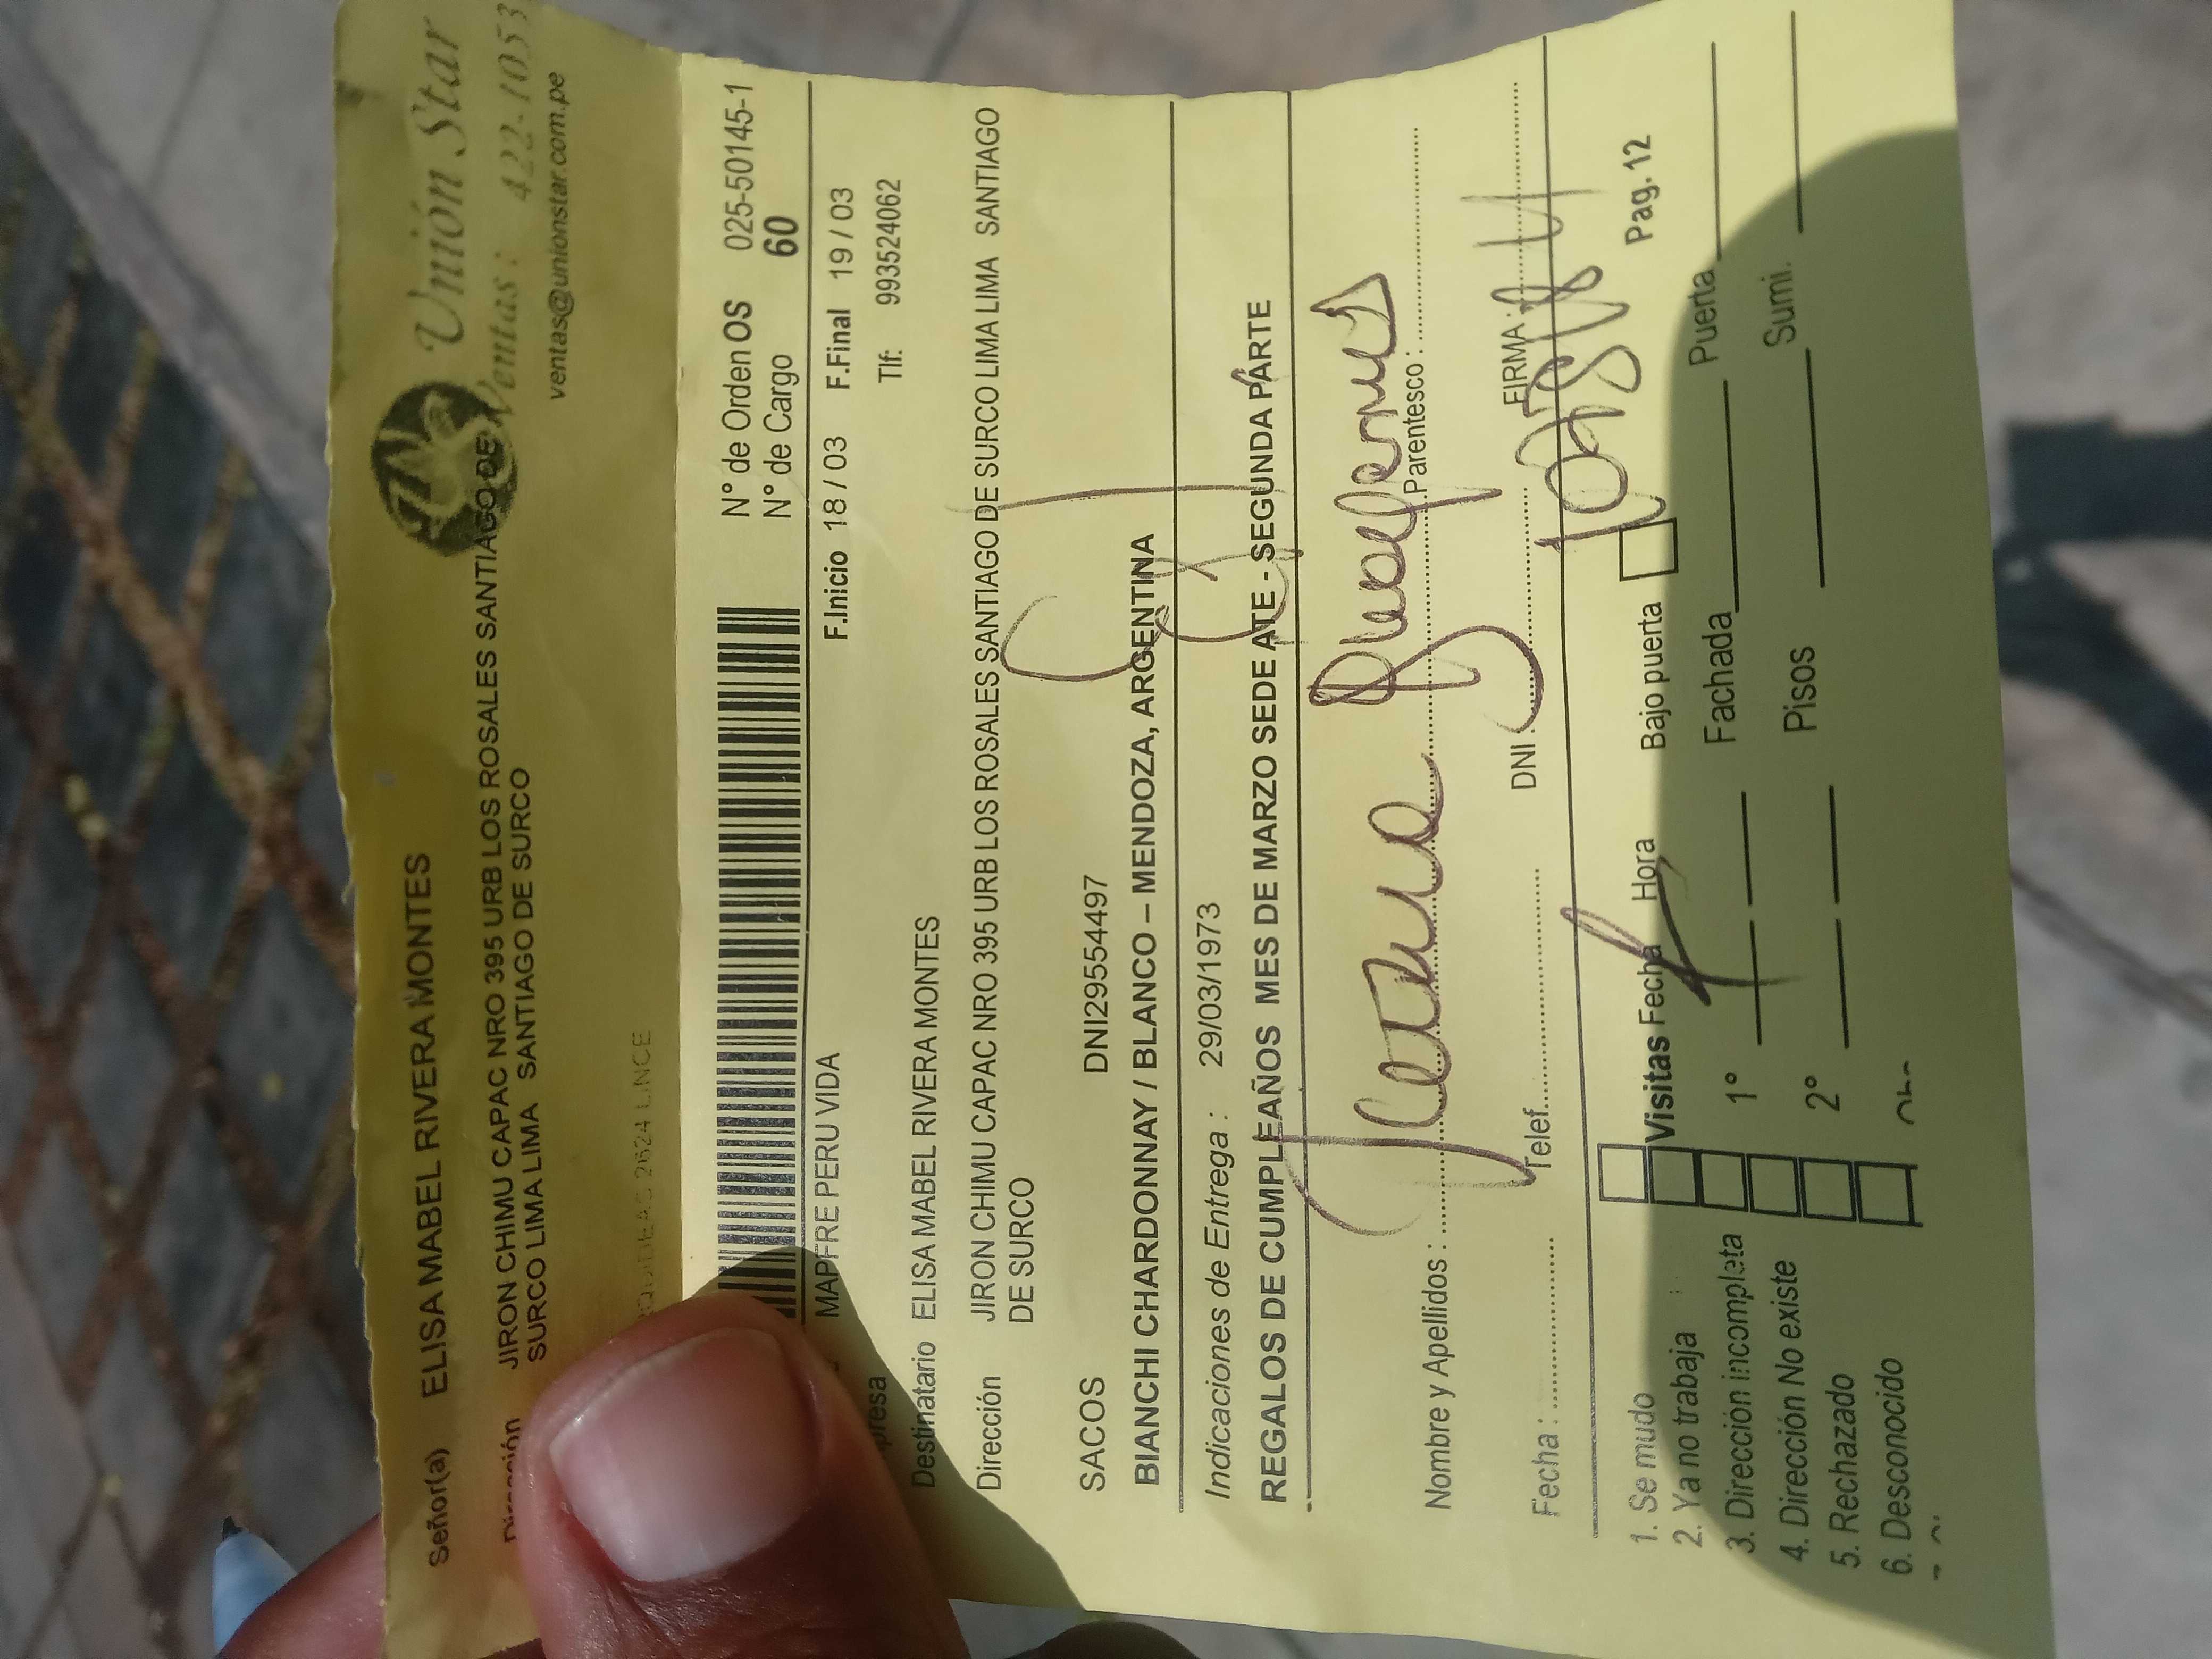 Señor(a) ELISA MABEL RIVERA MONTES
Unión Star
Ventas: 422-1053
ventas@unionstar.com.pe
Dirección JIRON CHIMU CAPAC NRO 395 URB LOS ROSALES SANTIAGO DE
SURCO LIMA LIMA SANTIAGO DE SURCO
N° de Orden OS 025-50145-1
N° de Cargo 60
MAPFRE PERU VIDA F.Inicio 18 / 03 F.Final 19 / 03
Tlf: 993524062
Destinatario ELISA MABEL RIVERA MONTES
Dirección JIRON CHIMU CAPAC NRO 395 URB LOS ROSALES SANTIAGO DE SURCO LIMA LIMA SANTIAGO
DE SURCO
SACOS DNI29554497
BIANCHI CHARDONNAY / BLANCO – MENDOZA, ARGENTINA
Indicaciones de Entrega : 29/03/1973
REGALOS DE CUMPLEAÑOS MES DE MARZO SEDE ATE - SEGUNDA PARTE
Nombre y Apellidos : Parentesco :
Fecha : Telef. DNI FIRMA :
1. Se mudo
2. Ya no trabaja
3. Dirección incompleta
4. Dirección No existe
5. Rechazado
6. Desconocido
Visitas Fecha Hora Bajo puerta Pag. 12
1° Fachada Puerta
2° Pisos Sumi.